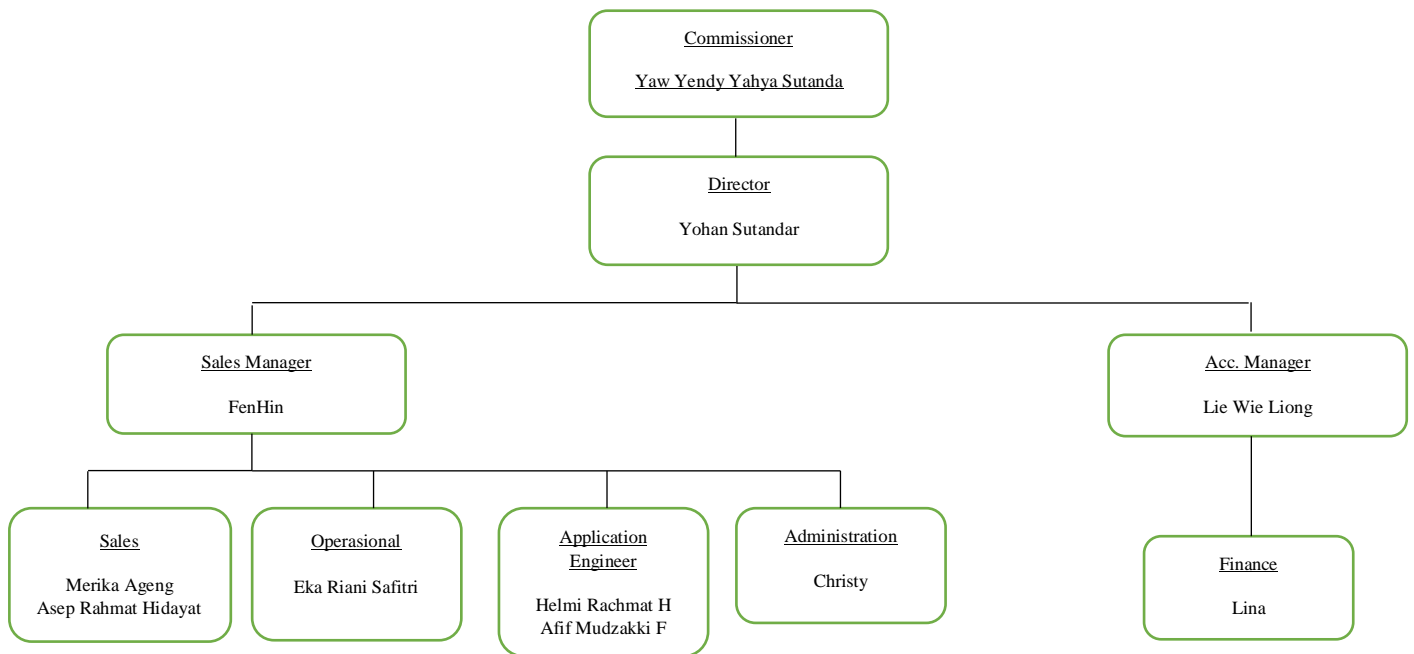 Commissioner
Yaw Yendy Yahya Sutanda
Director
Yohan Sutandar
Sales Manager
FenHin
Acc. Manager
Lie Wie Liong
Sales
Merika Ageng
Asep Rahmat Hidayat
Operasional
Eka Riani Safitri
Application
Engineer
Helmi Rachmat H
Afif Mudzakki F
Administration
Christy
Finance
Lina